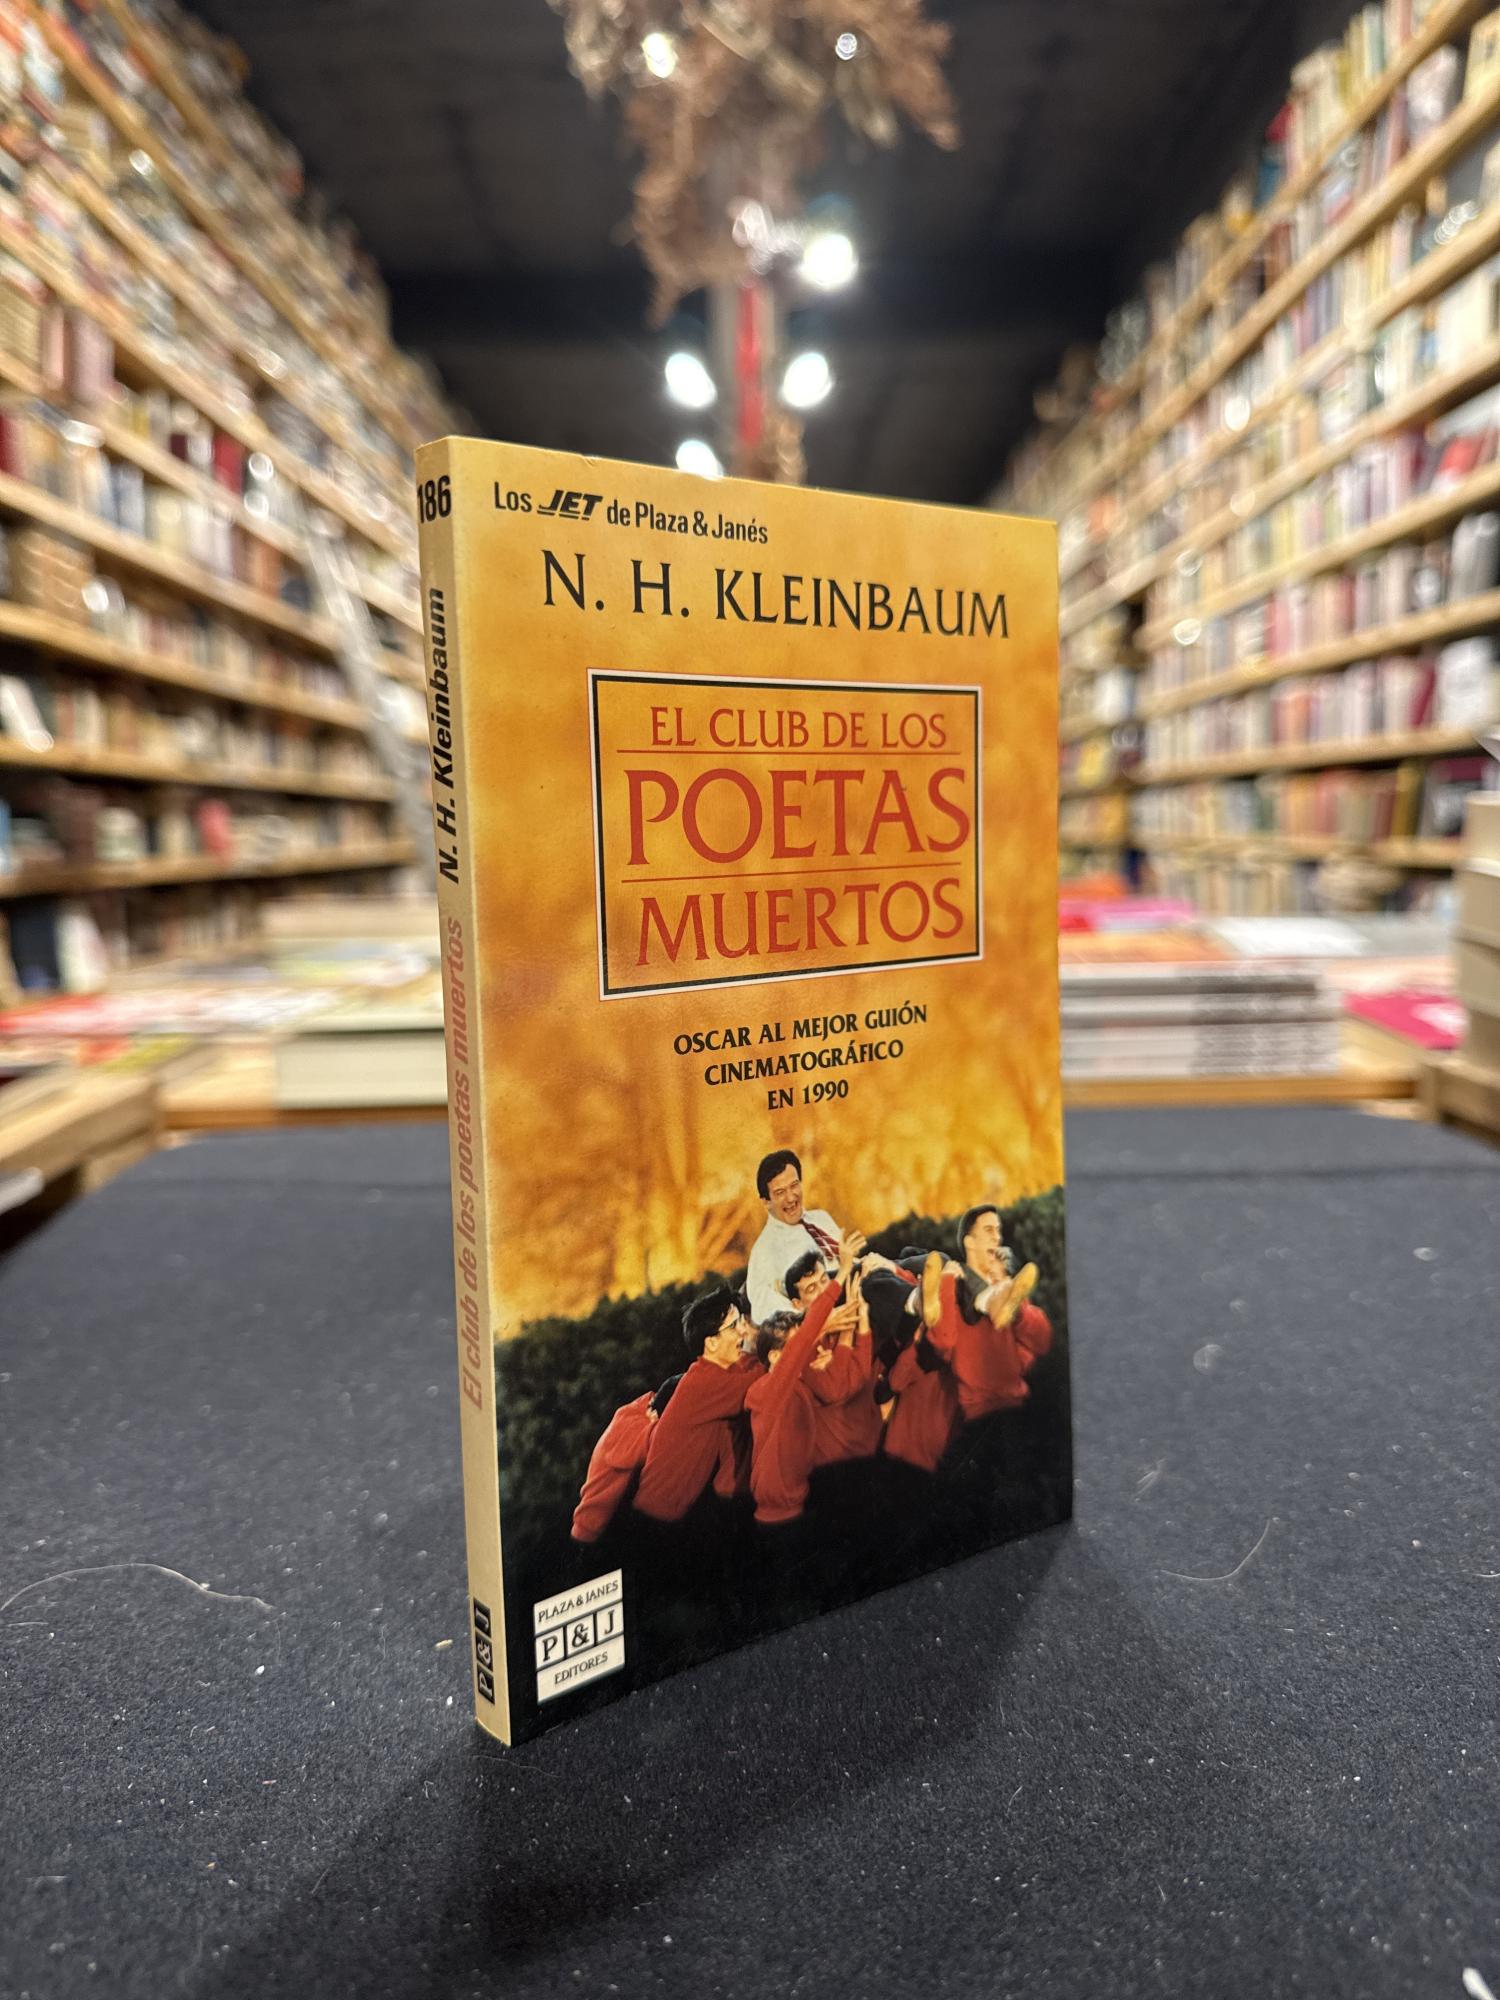 186
N. H. Kleinbaum
El club de los poetas muertos
P&J
Los JET de Plaza & Janés
N. H. KLEINBAUM
EL CLUB DE LOS
POETAS
MUERTOS
OSCAR AL MEJOR GUIÓN
CINEMATOGRÁFICO
EN 1990
PLAZA & JANES
P&J
EDITORES